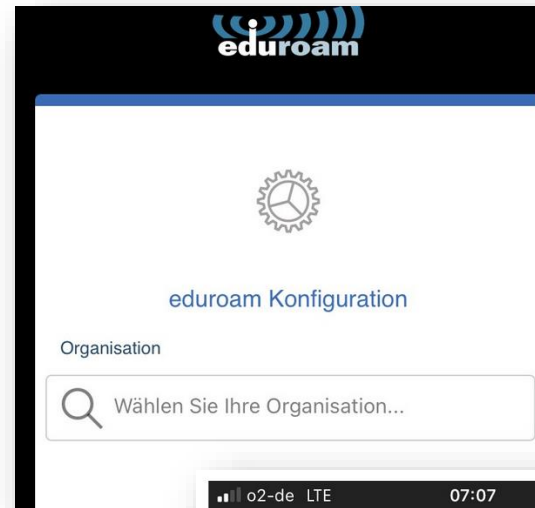 eduroam
eduroam Konfiguration
Organisation
Wählen Sie Ihre Organisation...
o2-de LTE 07:07